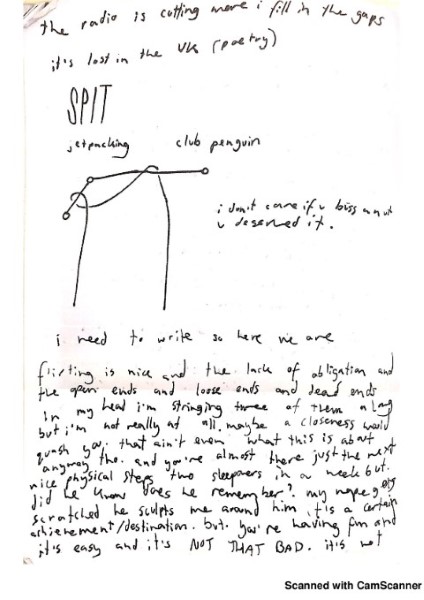 the radio is cutting more i fill in the gaps
it's lost in the UK (poetry)
SPIT
jetpacking club penguin
i don't care if u buss a nut
u deserved it.
i need to write so here we are
flirting is nice and the lack of obligation and
the open ends and loose ends and dead ends
in my head i'm stringing three of them along
but i'm not really at all. maybe a closeness would
quash you. that ain't even what this is about
anyway tho. and you're almost there just the next
nice physical steps two sleepovers in a week but.
did he know does he remember? my
scratched he sculpts me around him it's a certain
achievement/destination. but. you're having fun and
it's easy and it's NOT THAT BAD. it's not
Scanned with CamScanner